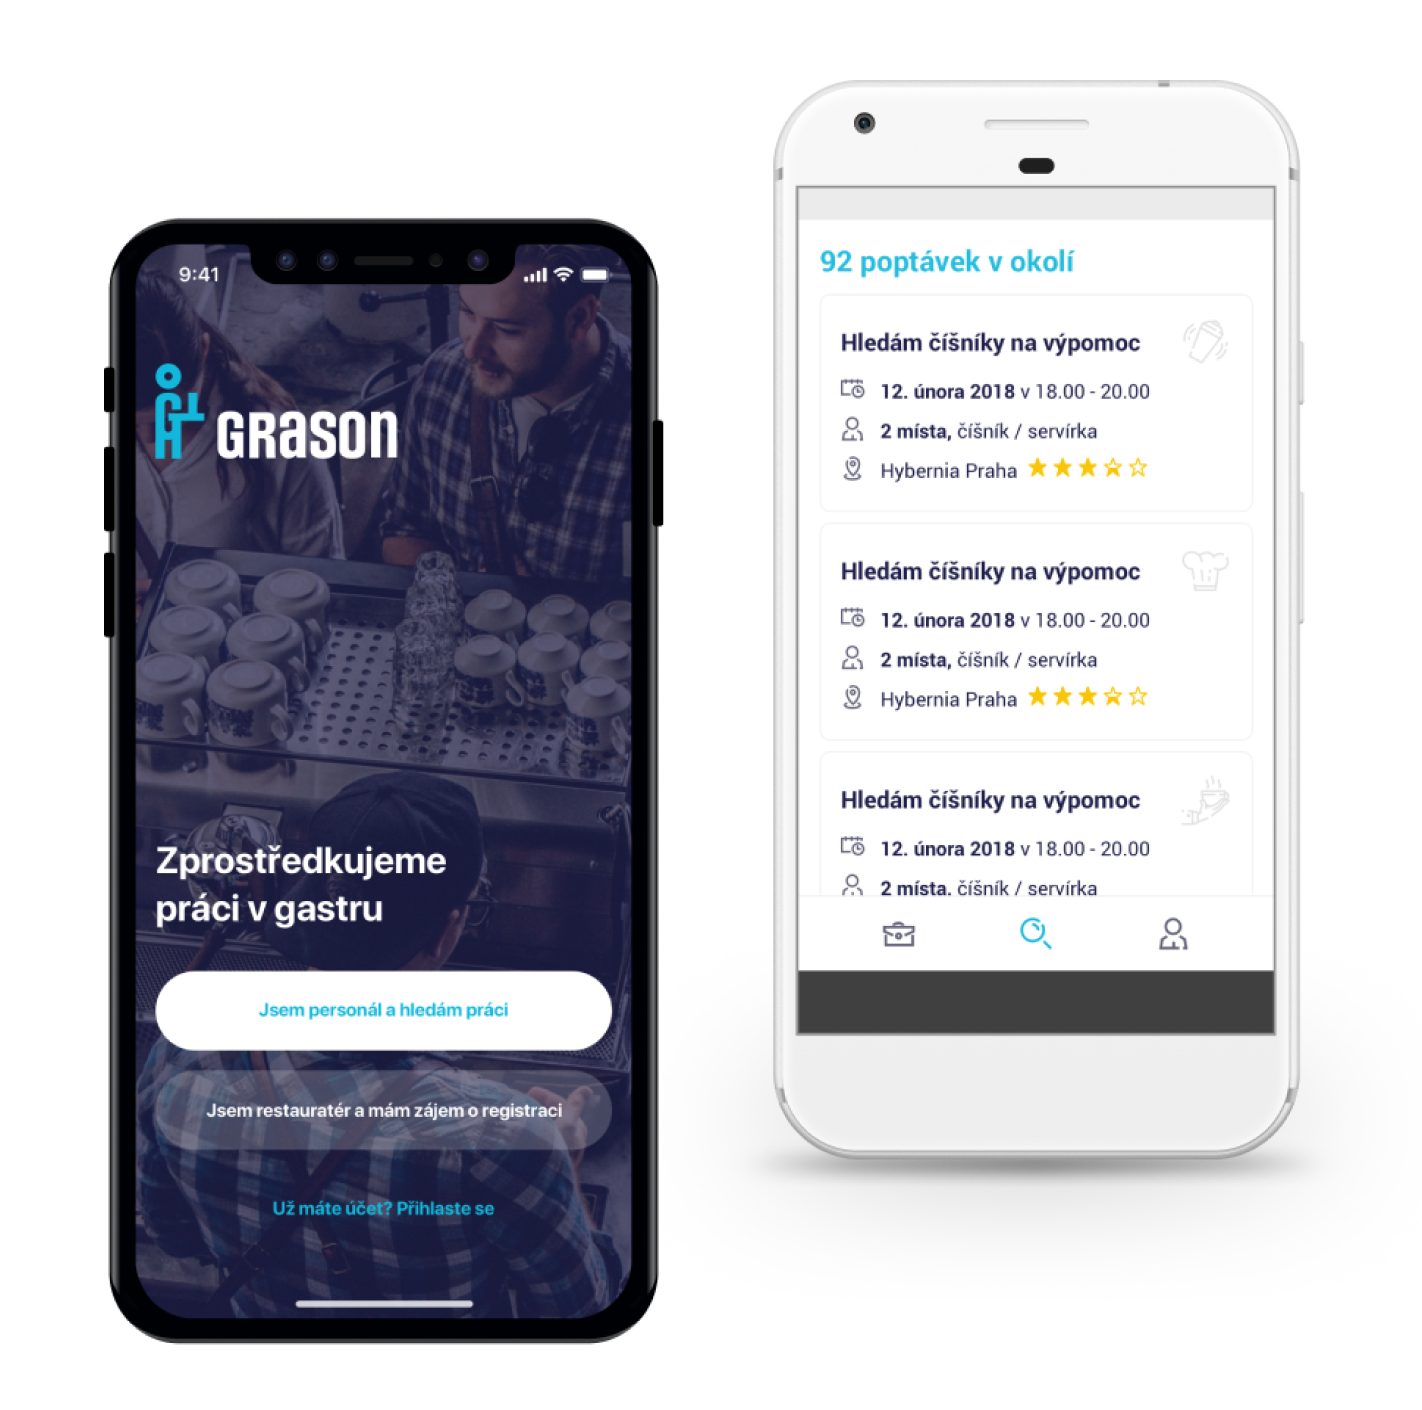 9:41
GRASON
Zprostředkujeme
práci v gastru
Jsem personál a hledám práci
Jsem restauratér a mám zájem o registraci
Už máte účet? Přihlaste se
92 poptávek v okolí
Hledám číšníky na výpomoc
12. února 2018 v 18.00 - 20.00
2 místa, číšník / servírka
Hybernia Praha
Hledám číšníky na výpomoc
12. února 2018 v 18.00 - 20.00
2 místa, číšník / servírka
Hybernia Praha
Hledám číšníky na výpomoc
12. února 2018 v 18.00 - 20.00
2 místa, číšník / servírka